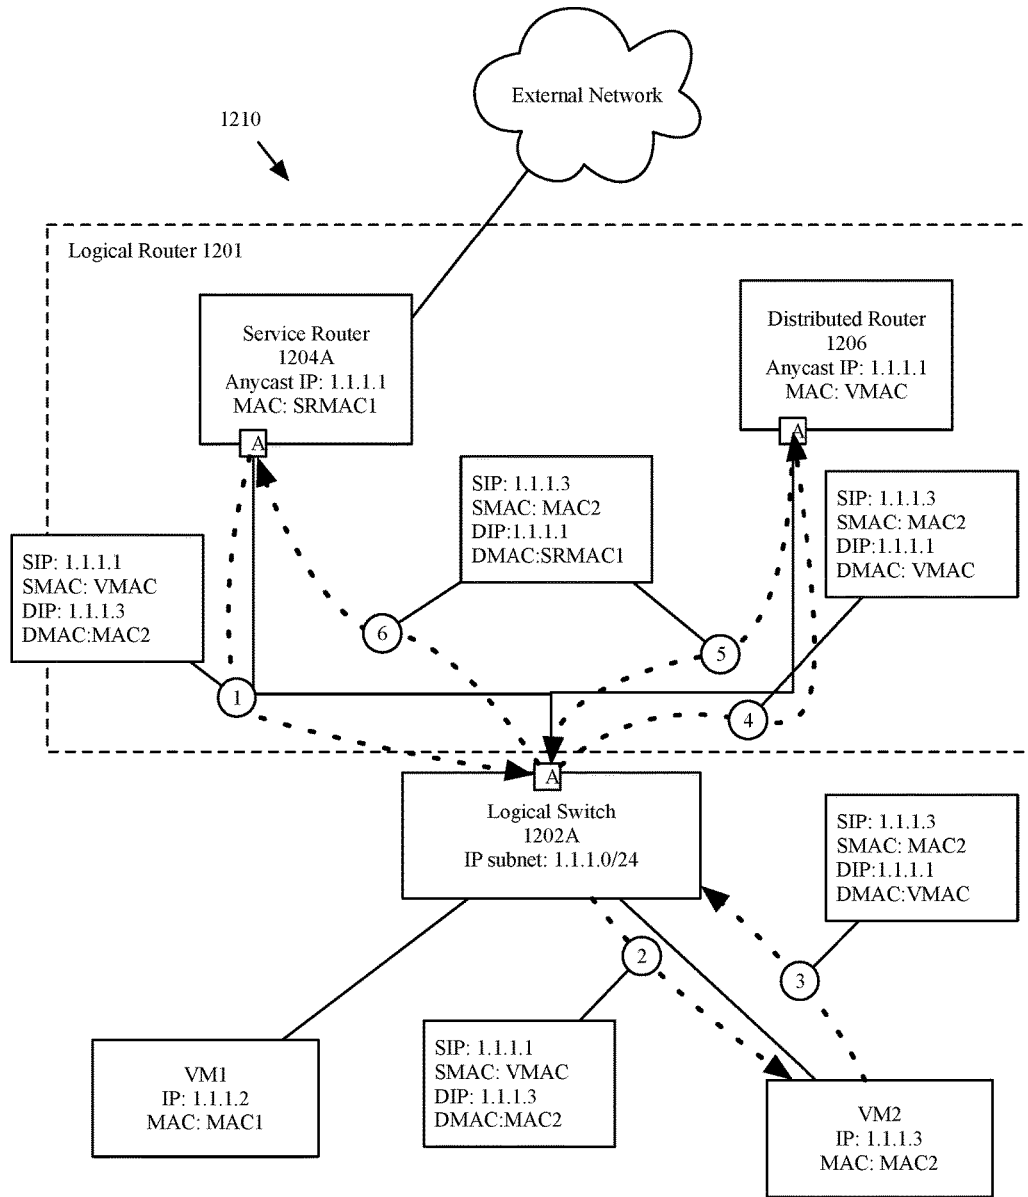 External Network
1210
Logical Router 1201
Service Router
1204A
Anycast IP: 1.1.1.1
MAC: SRMAC1
A
Distributed Router
1206
Anycast IP: 1.1.1.1
MAC: VMAC
A
SIP: 1.1.1.3
SMAC: MAC2
DIP:1.1.1.1
DMAC:SRMAC1
SIP: 1.1.1.3
SMAC: MAC2
DIP:1.1.1.1
DMAC: VMAC
SIP: 1.1.1.1
SMAC: VMAC
DIP: 1.1.1.3
DMAC:MAC2
6
5
1
4
A
Logical Switch
1202A
IP subnet: 1.1.1.0/24
SIP: 1.1.1.3
SMAC: MAC2
DIP:1.1.1.1
DMAC:VMAC
2
3
SIP: 1.1.1.1
SMAC: VMAC
DIP: 1.1.1.3
DMAC:MAC2
VM1
IP: 1.1.1.2
MAC: MAC1
VM2
IP: 1.1.1.3
MAC: MAC2